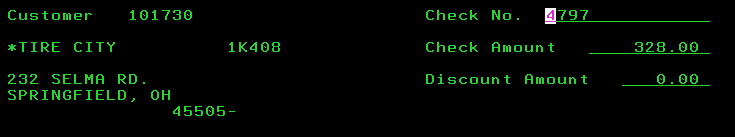 Customer 101730 Check No. 4797
*TIRE CITY 1K408 Check Amount 328.00
232 SELMA RD. Discount Amount 0.00
SPRINGFIELD, OH
45505-